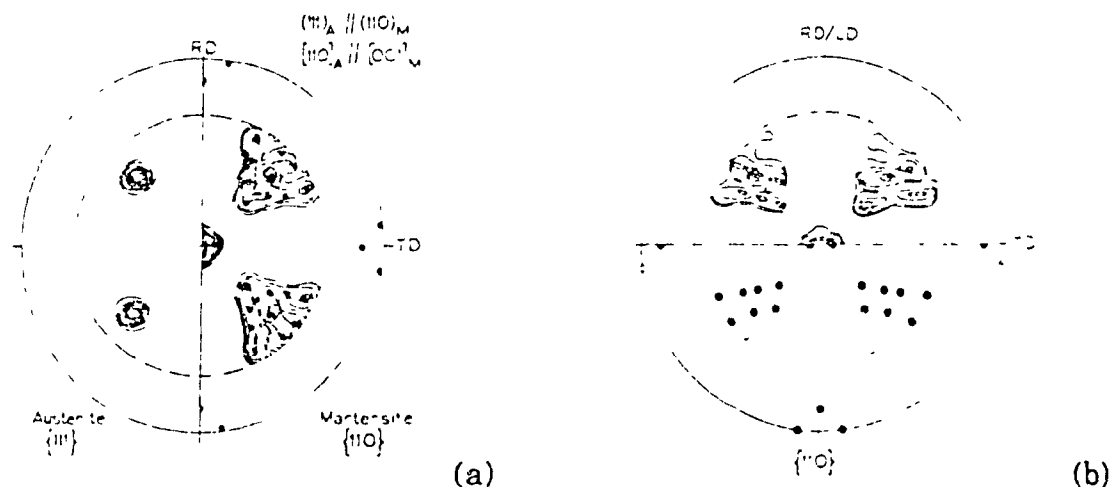 (111)A // (110)M
[110]A // [001]M
RD
TD
Austenite
{111}
Martensite
{110}
(a)
RD/LD
TD
{110}
(b)